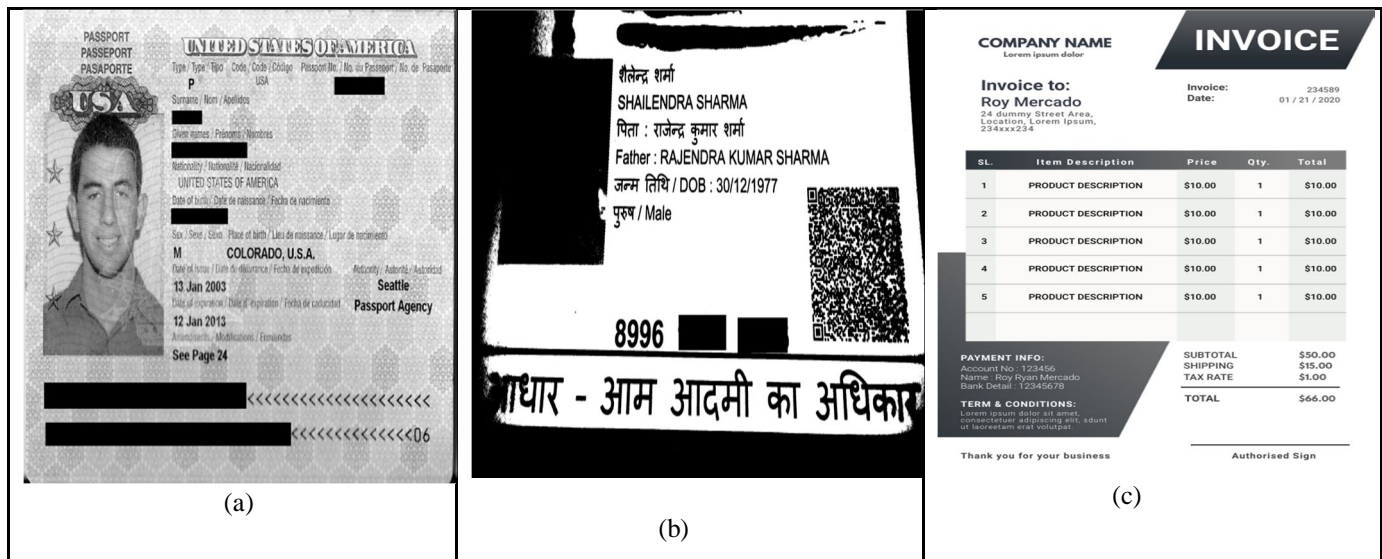 PASSPORT
PASSEPORT
PASAPORTE
UNITED STATES OF AMERICA
Type / Type / Tipo Code / Code / Código Passport No. / No. du Passeport / No. de Pasaporte
P USA
USA
Surname / Nom / Apellidos
Given names / Prénoms / Nombres
Nationality / Nationalité / Nacionalidad
UNITED STATES OF AMERICA
Date of birth / Date de naissance / Fecha de nacimiento
Sex / Sexe / Sexo Place of birth / Lieu de naissance / Lugar de nacimiento
M COLORADO, U.S.A.
Date of issue / Date de délivrance / Fecha de expedición Authority / Autorité / Autoridad
13 Jan 2003 Seattle
Date of expiration / Date d' expiration / Fecha de caducidad Passport Agency
12 Jan 2013
Amendments / Modifications / Enmiendas
See Page 24
<<<<<<<<<<<<<<<<<<<<<
<<<<<<<<<<<<<<06
(a)
शैलेन्द्र शर्मा
SHAILENDRA SHARMA
पिता : राजेन्द्र कुमार शर्मा
Father : RAJENDRA KUMAR SHARMA
जन्म तिथि / DOB : 30/12/1977
पुरुष / Male
8996
आधार - आम आदमी का अधिकार
(b)
COMPANY NAME
Lorem ipsum dolor
INVOICE
Invoice to:
Roy Mercado
24 dummy Street Area,
Location, Lorem Ipsum,
234xxx234
Invoice: 234589
Date: 01 / 21 / 2020
SL. Item Description Price Qty. Total
1 PRODUCT DESCRIPTION $10.00 1 $10.00
2 PRODUCT DESCRIPTION $10.00 1 $10.00
3 PRODUCT DESCRIPTION $10.00 1 $10.00
4 PRODUCT DESCRIPTION $10.00 1 $10.00
5 PRODUCT DESCRIPTION $10.00 1 $10.00
PAYMENT INFO:
Account No : 123456
Name : Roy Ryan Mercado
Bank Detail : 12345678
TERM & CONDITIONS:
Lorem ipsum dolor sit amet,
consectetuer adipiscing elit, sdunt
ut laoreetam erat volutpat.
SUBTOTAL $50.00
SHIPPING $15.00
TAX RATE $1.00
TOTAL $66.00
Thank you for your business
Authorised Sign
(c)